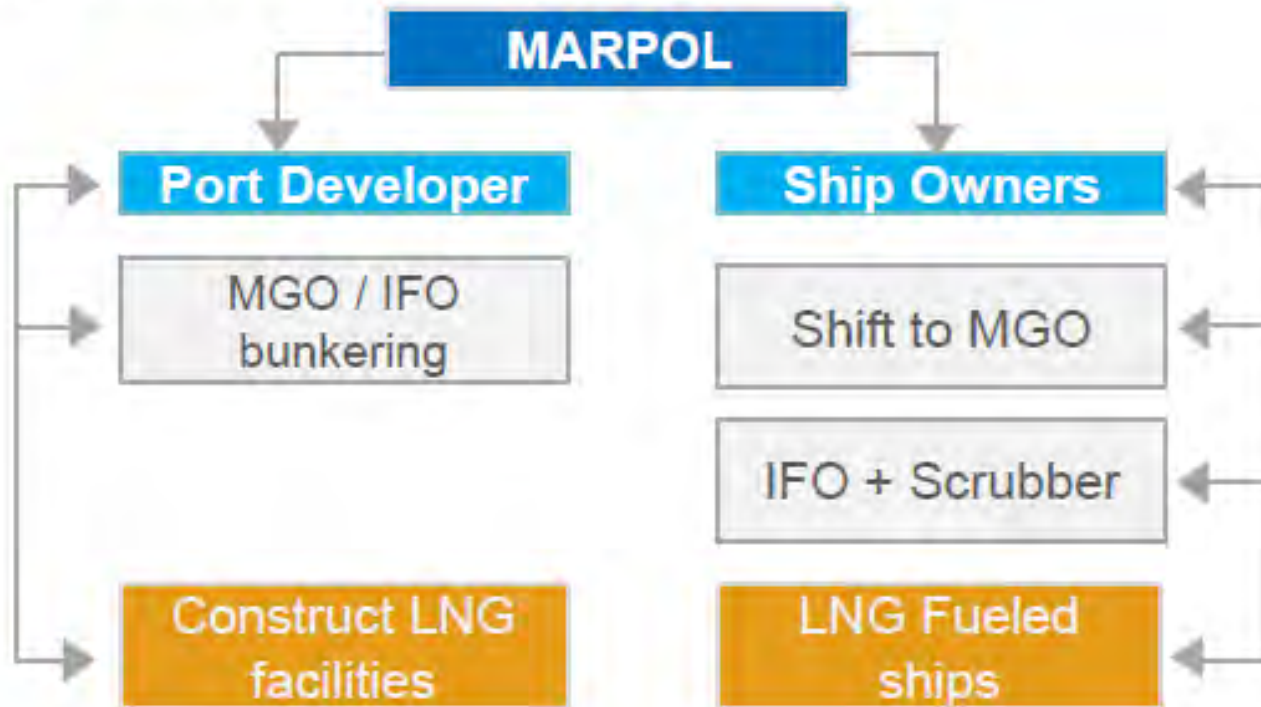 MARPOL
Port Developer
Ship Owners
MGO / IFO
bunkering
Shift to MGO
IFO + Scrubber
Construct LNG
facilities
LNG Fueled
ships